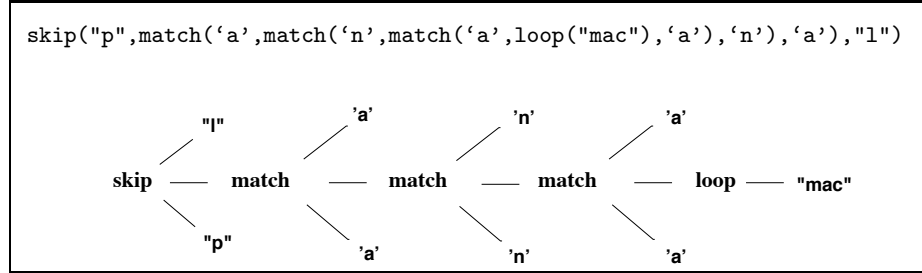 skip("p",match(‘a’,match(‘n’,match(‘a’,loop("mac"),‘a’),‘n’),‘a’),"l")
"l" ’a’ ’n’ ’a’
skip match match match loop "mac"
"p" ’a’ ’n’ ’a’